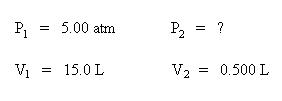 P₁ = 5.00 atm P₂ = ?
V₁ = 15.0 L V₂ = 0.500 L